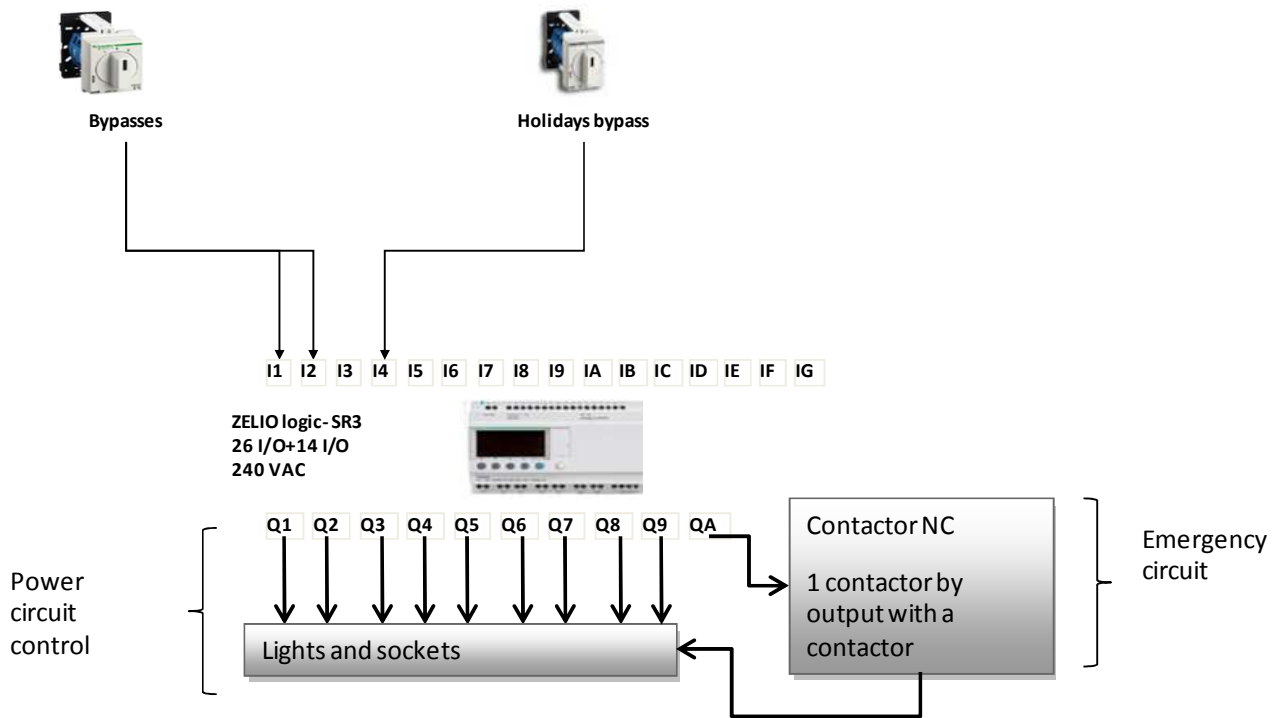 Bypasses
Holidays bypass
I1 I2 I3 I4 I5 I6 I7 I8 I9 IA IB IC ID IE IF IG
ZELIO logic- SR3
26 I/O+14 I/O
240 VAC
Q1 Q2 Q3 Q4 Q5 Q6 Q7 Q8 Q9 QA
Power
circuit
control
Lights and sockets
Contactor NC
1 contactor by
output with a
contactor
Emergency
circuit